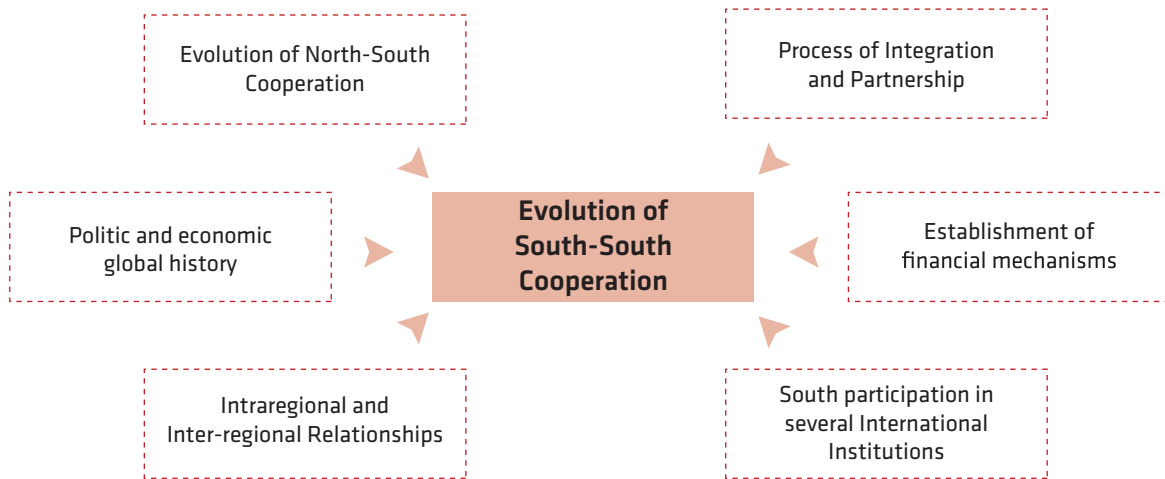 Evolution of North-South
Cooperation
Process of Integration
and Partnership
Politic and economic
global history
Evolution of
South-South
Cooperation
Establishment of
financial mechanisms
Intraregional and
Inter-regional Relationships
South participation in
several International
Institutions